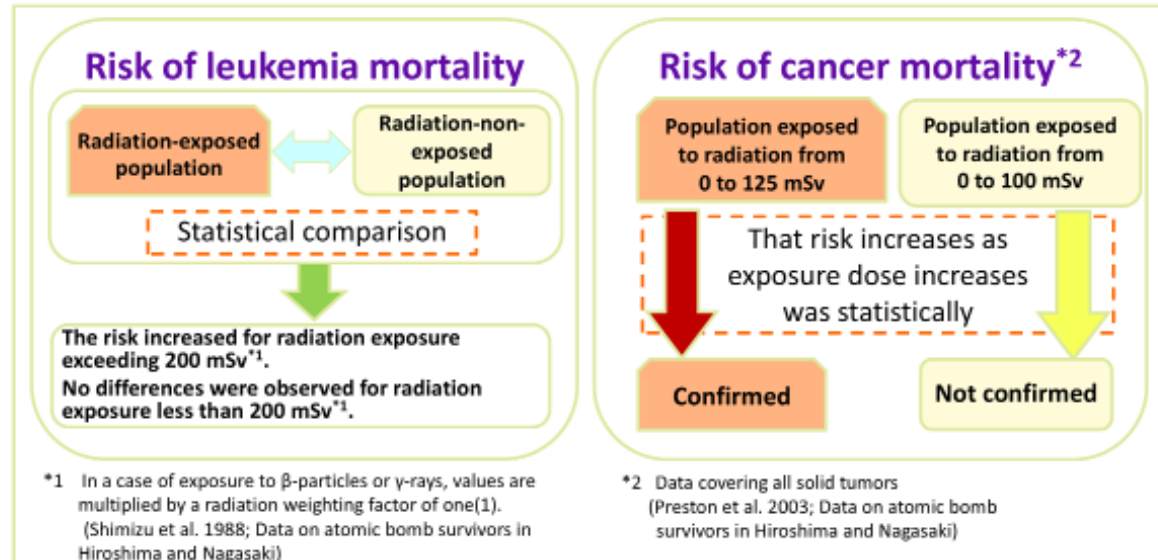 Risk of leukemia mortality
Radiation-exposed
population
Radiation-non-
exposed
population
Statistical comparison
The risk increased for radiation exposure
exceeding 200 mSv*1.
No differences were observed for radiation
exposure less than 200 mSv*1.
*1 In a case of exposure to β-particles or γ-rays, values are
multiplied by a radiation weighting factor of one(1).
(Shimizu et al. 1988; Data on atomic bomb survivors in
Hiroshima and Nagasaki)
Risk of cancer mortality*2
Population exposed
to radiation from
0 to 125 mSv
Population exposed
to radiation from
0 to 100 mSv
That risk increases as
exposure dose increases
was statistically
Confirmed
Not confirmed
*2 Data covering all solid tumors
(Preston et al. 2003; Data on atomic bomb
survivors in Hiroshima and Nagasaki)